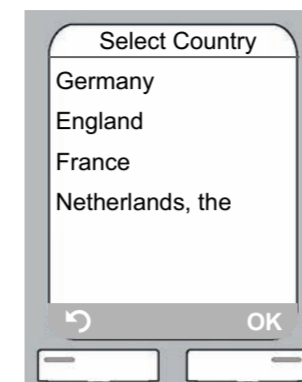 Select Country
Germany
England
France
Netherlands, the
OK